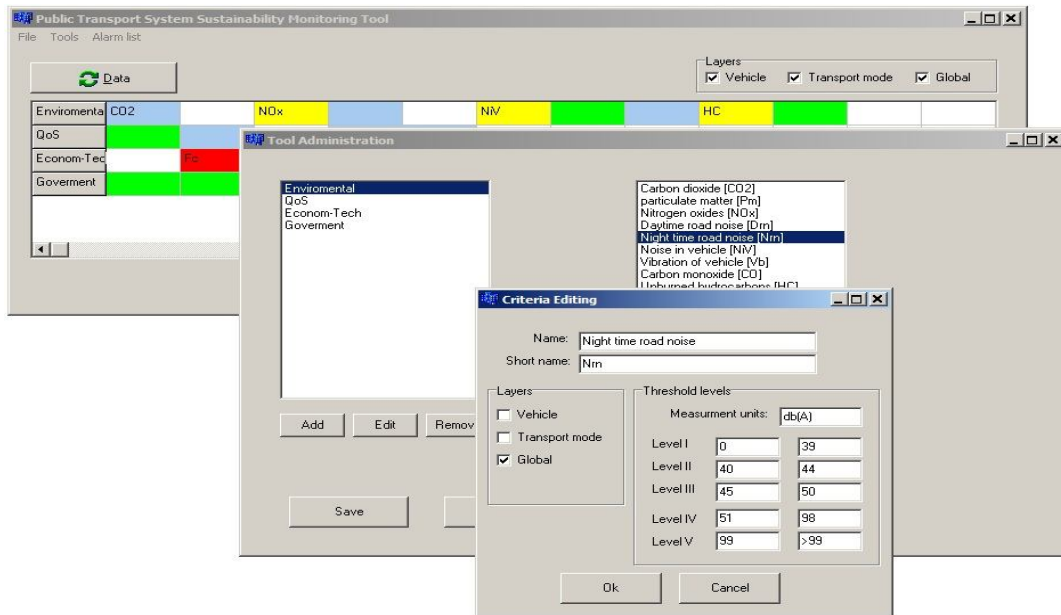 Public Transport System Sustainability Monitoring Tool
File Tools Alarm list
Data
Layers
Vehicle Transport mode Global
Enviromenta CO2 NOx NiV HC
QoS
Econom-Tec Fc
Goverment
Tool Administration
Enviromental
QoS
Econom-Tech
Goverment
Carbon dioxide [CO2]
particulate matter [Pm]
Nitrogen oxides [NOx]
Daytime road noise [Drn]
Night time road noise [Nrn]
Noise in vehicle [NiV]
Vibration of vehicle [Vb]
Carbon monoxide [CO]
Unburned hydrocarbons [HC]
Add Edit Remov
Save
Criteria Editing
Name: Night time road noise
Short name: Nrn
Layers
Vehicle
Transport mode
Global
Threshold levels
Measurment units: db(A)
Level I 0 39
Level II 40 44
Level III 45 50
Level IV 51 98
Level V 99 >99
Ok Cancel